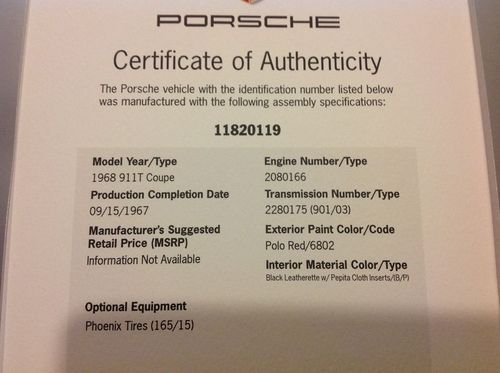 PORSCHE
Certificate of Authenticity
The Porsche vehicle with the identification number listed below
was manufactured with the following assembly specifications:
11820119
Model Year/Type
1968 911T Coupe
Production Completion Date
09/15/1967
Manufacturer's Suggested
Retail Price (MSRP)
Information Not Available
Engine Number/Type
2080166
Transmission Number/Type
2280175 (901/03)
Exterior Paint Color/Code
Polo Red/6802
Interior Material Color/Type
Black Leatherette w/ Pepita Cloth Inserts/(B/P)
Optional Equipment
Phoenix Tires (165/15)